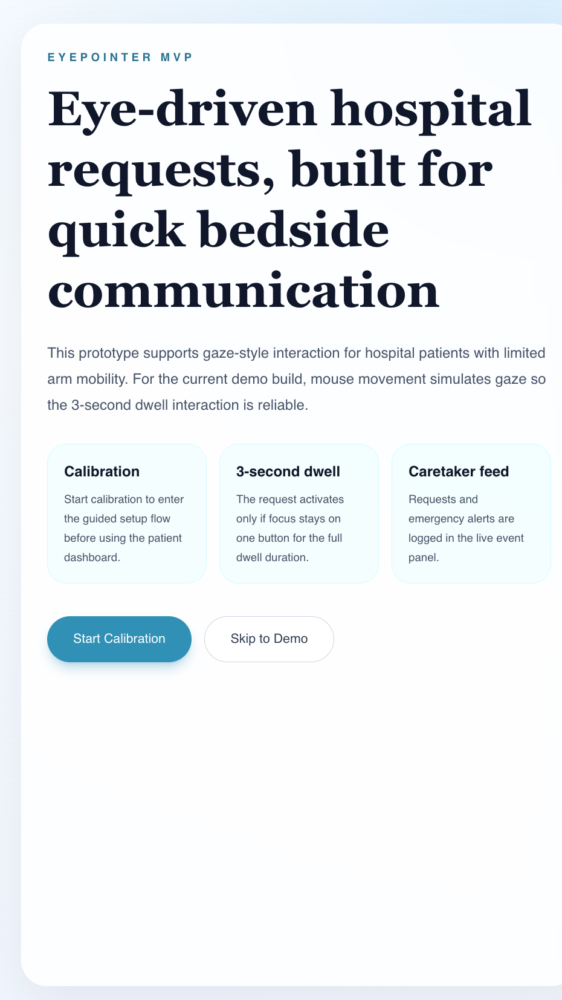 EYEPOINTER MVP
Eye-driven hospital
requests, built for
quick bedside
communication
This prototype supports gaze-style interaction for hospital patients with limited
arm mobility. For the current demo build, mouse movement simulates gaze so
the 3-second dwell interaction is reliable.
Calibration
Start calibration to enter
the guided setup flow
before using the patient
dashboard.
3-second dwell
The request activates
only if focus stays on
one button for the full
dwell duration.
Caretaker feed
Requests and
emergency alerts are
logged in the live event
panel.
Start Calibration
Skip to Demo